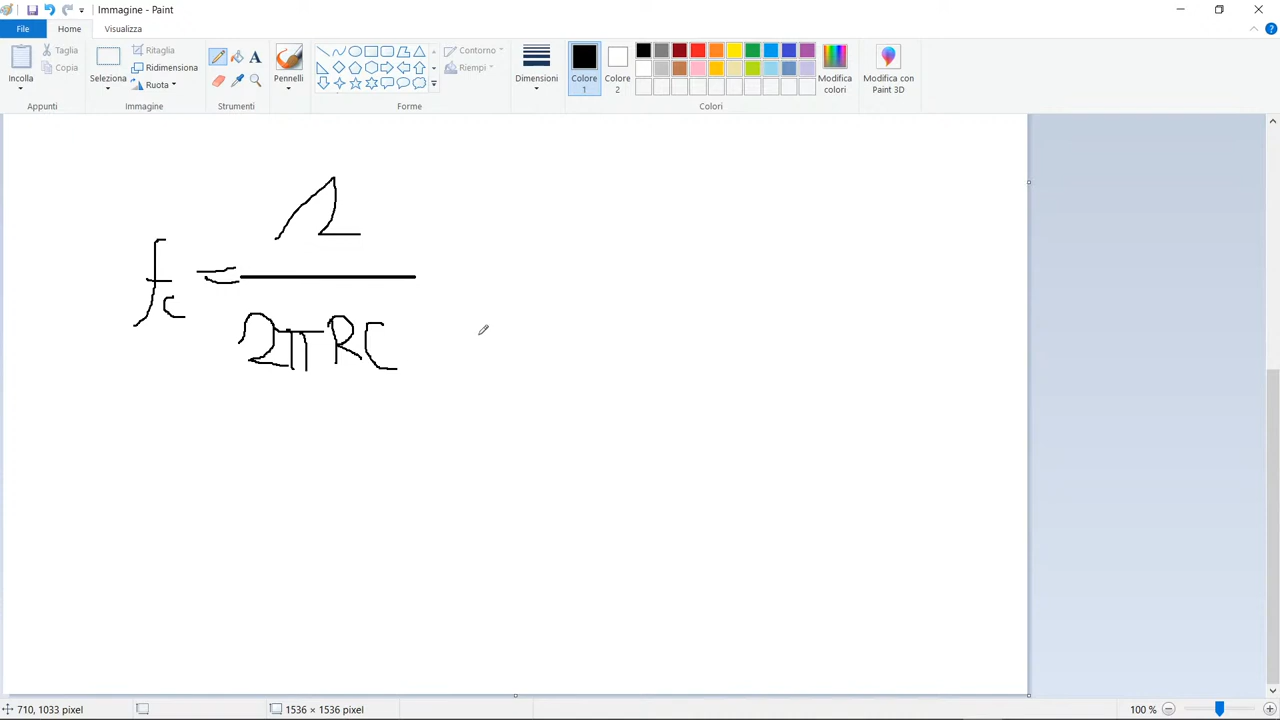 Immagine - Paint
File Home Visualizza
Incolla Taglia Copia Seleziona Ritaglia Ridimensiona Ruota Pennelli Contorno Riempi Dimensioni Colore 1 Colore 2 Modifica colori Modifica con Paint 3D
Appunti Immagine Strumenti Forme Colori
1
fc =
2πRC
710, 1033 pixel 1536 × 1536 pixel 100 %